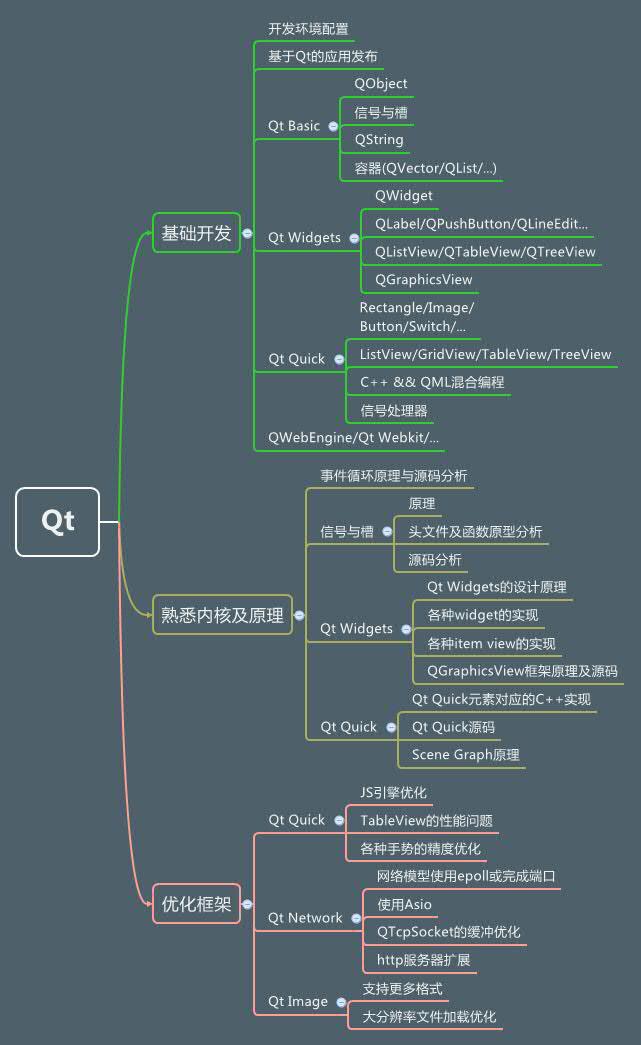 Qt
基础开发
开发环境配置
基于Qt的应用发布
Qt Basic
QObject
信号与槽
QString
容器(QVector/QList/...)
Qt Widgets
QWidget
QLabel/QPushButton/QLineEdit...
QListView/QTableView/QTreeView
QGraphicsView
Qt Quick
Rectangle/Image/
Button/Switch/...
ListView/GridView/TableView/TreeView
C++ && QML混合编程
信号处理器
QWebEngine/Qt Webkit/...
熟悉内核及原理
事件循环原理与源码分析
信号与槽
原理
头文件及函数原型分析
源码分析
Qt Widgets
Qt Widgets的设计原理
各种widget的实现
各种item view的实现
QGraphicsView框架原理及源码
Qt Quick
Qt Quick元素对应的C++实现
Qt Quick源码
Scene Graph原理
优化框架
Qt Quick
JS引擎优化
TableView的性能问题
各种手势的精度优化
Qt Network
网络模型使用epoll或完成端口
使用Asio
QTcpSocket的缓冲优化
http服务器扩展
Qt Image
支持更多格式
大分辨率文件加载优化